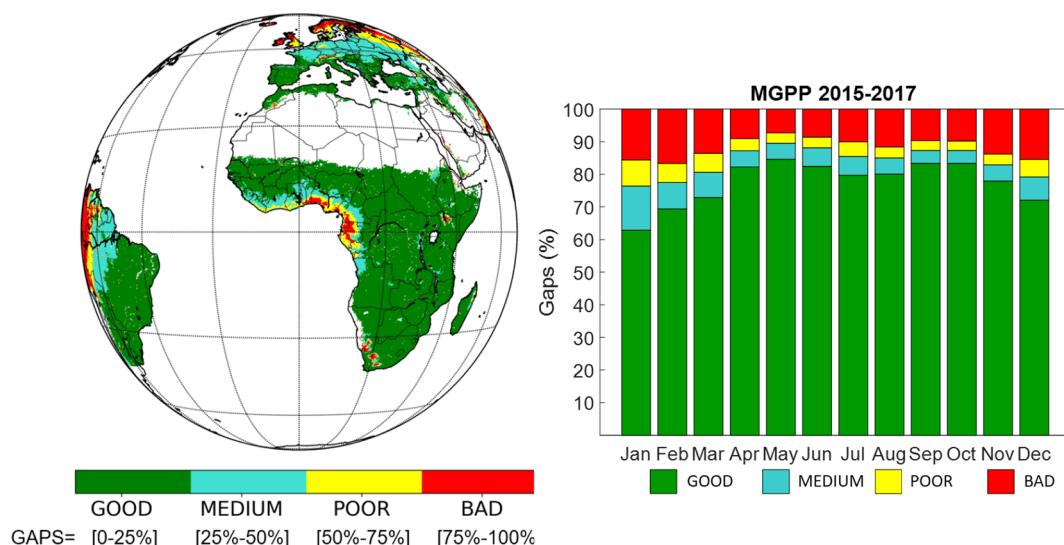 MGPP 2015-2017
Gaps (%)
100
90
80
70
60
50
40
30
20
10
Jan Feb Mar Apr May Jun Jul Aug Sep Oct Nov Dec
GOOD MEDIUM POOR BAD
GOOD MEDIUM POOR BAD
GAPS= [0-25%] [25%-50%] [50%-75%] [75%-100%